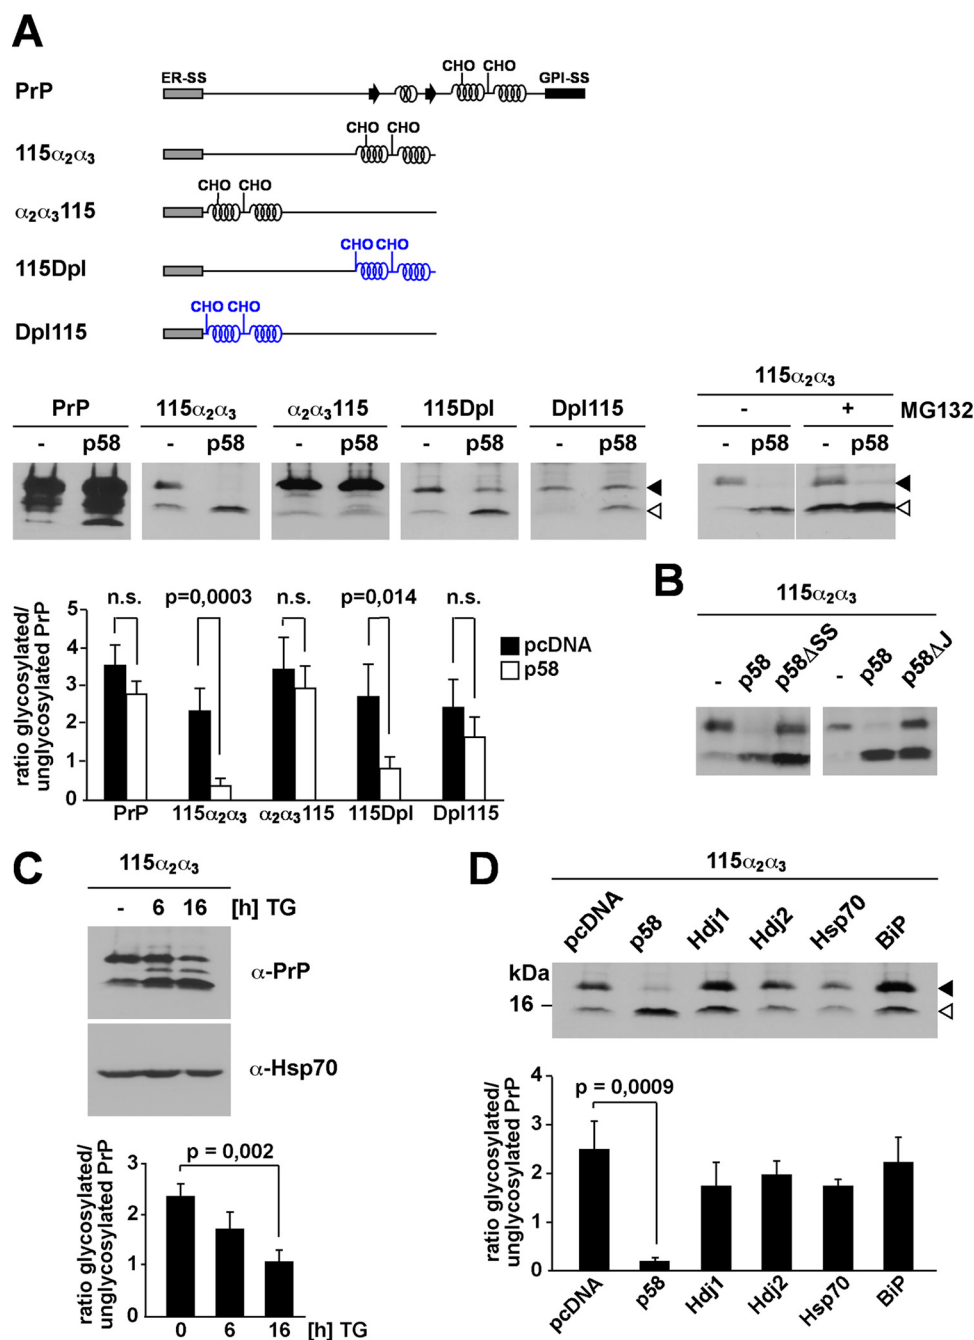 A
PrP
ER-SS
CHO CHO
GPI-SS
115α2α3
CHO CHO
α2α3115
CHO CHO
115Dpl
CHO CHO
Dpl115
CHO CHO
PrP
115α2α3
α2α3115
115Dpl
Dpl115
- p58
- p58
- p58
- p58
- p58
115α2α3
- + MG132
- p58 - p58
ratio glycosylated/
unglycosylated PrP
5
4
3
2
1
0
n.s.
p=0,0003
n.s.
p=0,014
n.s.
pcDNA
p58
PrP 115α2α3 α2α3115 115Dpl Dpl115
B
115α2α3
- p58 p58ΔSS
- p58 p58ΔJ
C
115α2α3
- 6 16 [h] TG
α-PrP
α-Hsp70
ratio glycosylated/
unglycosylated PrP
3
2
1
0
p = 0,002
0 6 16 [h] TG
D
115α2α3
pcDNA p58 Hdj1 Hdj2 Hsp70 BiP
kDa
16
ratio glycosylated/
unglycosylated PrP
4
3
2
1
0
p = 0,0009
pcDNA p58 Hdj1 Hdj2 Hsp70 BiP